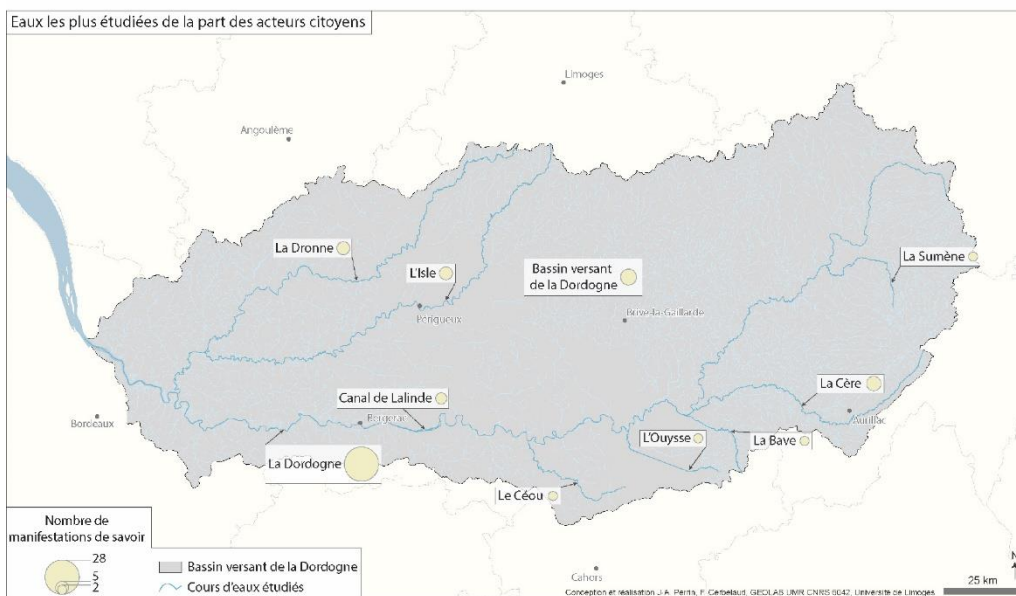 Eaux les plus étudiées de la part des acteurs citoyens
Limoges
Angoulême
La Dronne
L'Isle
Bassin versant
de la Dordogne
La Sumène
Périgueux
Brive-la-Gaillarde
Canal de Lalinde
La Cère
Bordeaux
Bergerac
Aurillac
L'Ouysse
La Bave
La Dordogne
Le Céou
Nombre de
manifestations de savoir
28
5
2
Bassin versant de la Dordogne
Cours d'eaux étudiés
Cahors
N
25 km
Conception et réalisation J-A. Perrin, F. Cerbelaud, GEOLAB UMR CNRS 6042, Université de Limoges